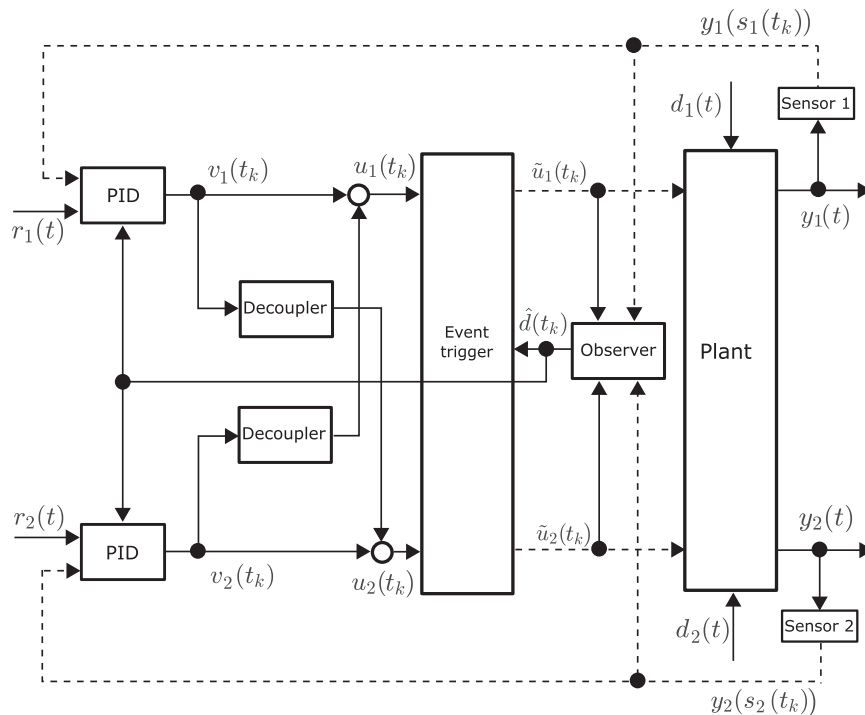 y₁(s₁(tₖ))
d₁(t)
Sensor 1
v₁(tₖ)
u₁(tₖ)
ũ₁(tₖ)
PID
r₁(t)
y₁(t)
Decoupler
d̂(tₖ)
Event
trigger
Observer
Plant
Decoupler
r₂(t)
ũ₂(tₖ)
y₂(t)
PID
v₂(tₖ)
u₂(tₖ)
d₂(t)
Sensor 2
y₂(s₂(tₖ))